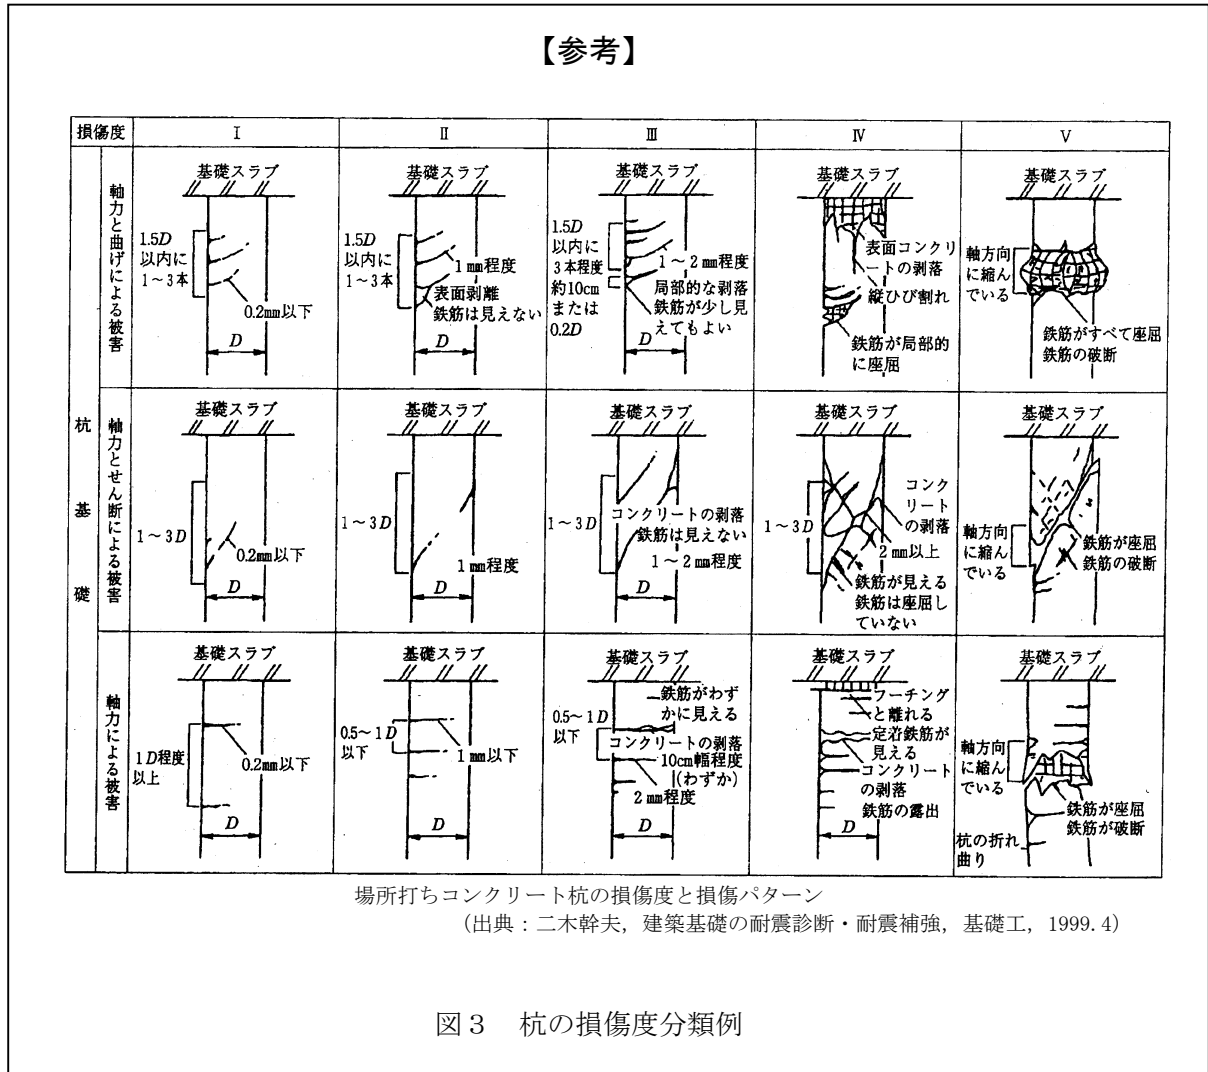 【参考】
損傷度
Ⅰ
Ⅱ
Ⅲ
Ⅳ
Ⅴ
杭基礎
軸力と曲げによる被害
基礎スラブ
1.5D
以内に
1～3本
0.2mm以下
D
基礎スラブ
1.5D
以内に
1～3本
1mm程度
表面剥離
鉄筋は見えない
D
基礎スラブ
1.5D
以内に
3本程度
約10cm
または
0.2D
1～2mm程度
局部的な剥落
鉄筋が少し見
えてもよい
D
基礎スラブ
表面コンクリ
ートの剥落
縦ひび割れ
鉄筋が局部的
に座屈
基礎スラブ
軸方向
に縮ん
でいる
鉄筋がすべて座屈
鉄筋の破断
軸力とせん断による被害
基礎スラブ
1～3D
0.2mm以下
D
基礎スラブ
1～3D
1mm程度
D
基礎スラブ
1～3D
コンクリートの剥落
鉄筋は見えない
1～2mm程度
D
基礎スラブ
1～3D
コンク
リート
の剥落
2mm以上
鉄筋が見える
鉄筋は座屈し
ていない
基礎スラブ
軸方向
に縮ん
でいる
鉄筋が座屈
鉄筋の破断
軸力による被害
基礎スラブ
1D程度
以上
0.2mm以下
D
基礎スラブ
0.5～1D
以下
1mm以下
D
基礎スラブ
鉄筋がわず
かに見える
0.5～1D
以下
コンクリートの剥落
10cm幅程度
(わずか)
2mm程度
D
基礎スラブ
フーチング
と離れる
定着鉄筋が
見える
コンクリート
の剥落
鉄筋の露出
D
基礎スラブ
軸方向
に縮ん
でいる
鉄筋が座屈
鉄筋が破断
杭の折れ
曲り
場所打ちコンクリート杭の損傷度と損傷パターン
（出典：二木幹夫，建築基礎の耐震診断・耐震補強，基礎工，1999.4）
図３　杭の損傷度分類例